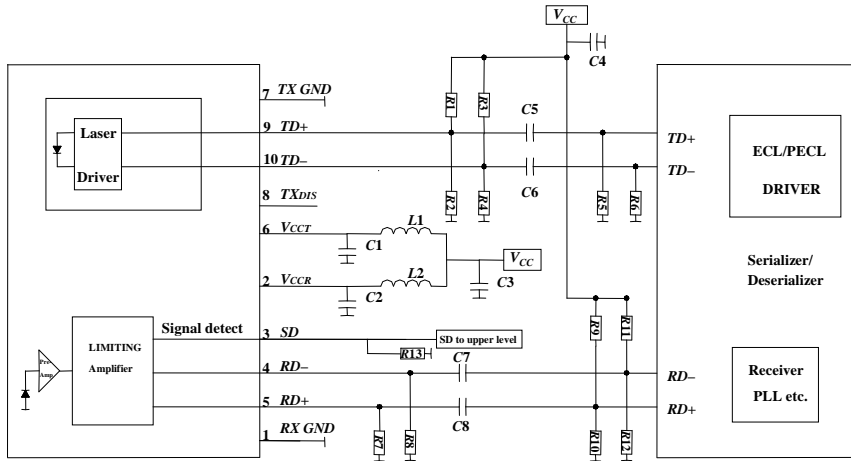 VCC
C4
7 TX GND
R1
R3
C5
Laser
Driver
9 TD+
TD+
10 TD−
TD−
C6
ECL/PECL
DRIVER
8 TXDIS
R2
R4
R5
R6
6 VCCT
L1
C1
VCC
2 VCCR
L2
C2
C3
Serializer/
Deserializer
Signal detect
3 SD
SD to upper level
R13
R9
R11
LIMITING
Amplifier
Pre-
Amp
C7
4 RD−
RD−
5 RD+
RD+
C8
Receiver
PLL etc.
1 RX GND
R7
R8
R10
R12